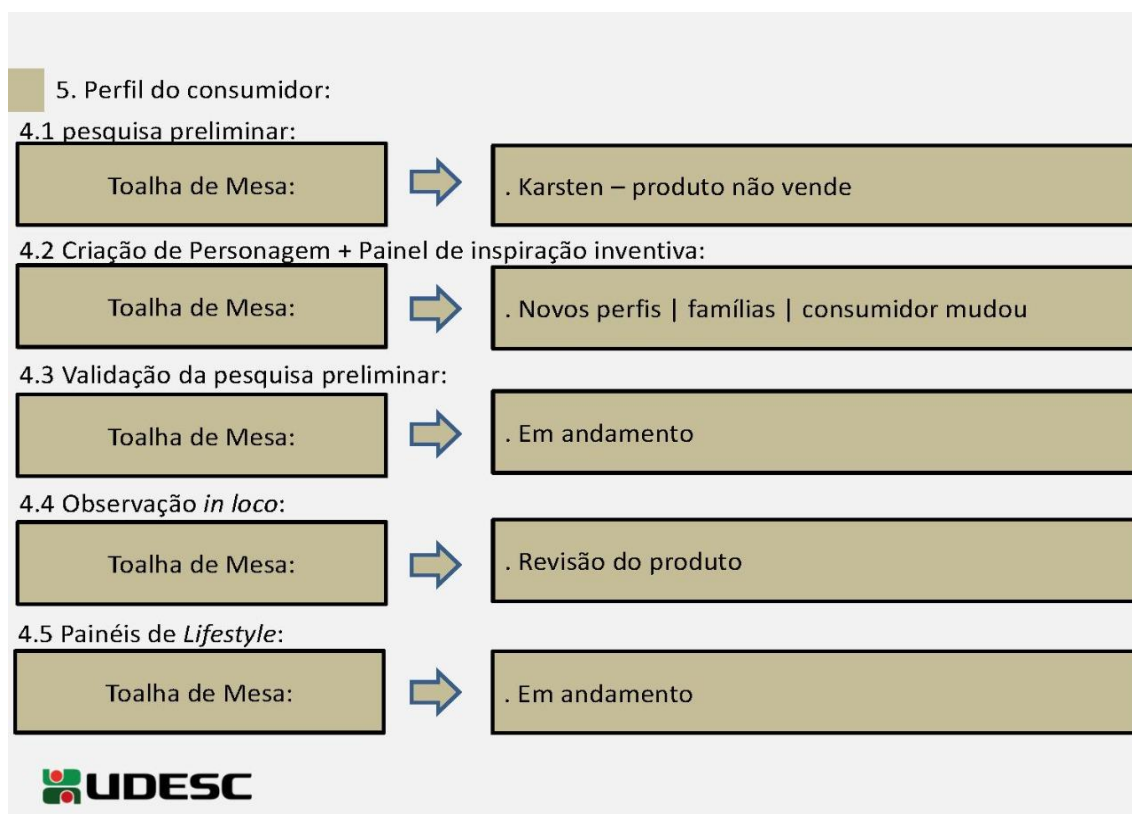 5. Perfil do consumidor:
4.1 pesquisa preliminar:
Toalha de Mesa:
. Karsten – produto não vende
4.2 Criação de Personagem + Painel de inspiração inventiva:
Toalha de Mesa:
. Novos perfis | famílias | consumidor mudou
4.3 Validação da pesquisa preliminar:
Toalha de Mesa:
. Em andamento
4.4 Observação in loco:
Toalha de Mesa:
. Revisão do produto
4.5 Painéis de Lifestyle:
Toalha de Mesa:
. Em andamento
UDESC